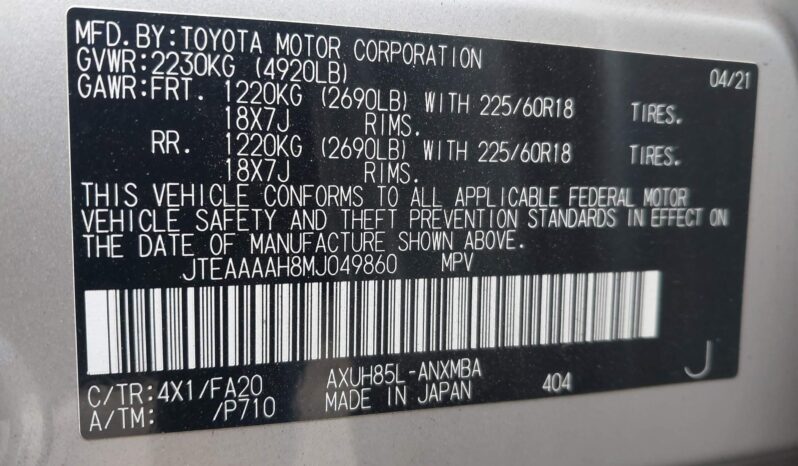 MFD. BY: TOYOTA MOTOR CORPORATION 04/21
GVWR: 2230KG (4920LB)
GAWR: FRT. 1220KG (2690LB) WITH 225/60R18 TIRES.
18X7J RIMS.
RR. 1220KG (2690LB) WITH 225/60R18 TIRES.
18X7J RIMS.
THIS VEHICLE CONFORMS TO ALL APPLICABLE FEDERAL MOTOR
VEHICLE SAFETY AND THEFT PREVENTION STANDARDS IN EFFECT ON
THE DATE OF MANUFACTURE SHOWN ABOVE.
JTEAAAAH8MJ049860 MPV
C/TR: 4X1/FA20 AXUH85L-ANXMBA 404 J
A/TM: /P710 MADE IN JAPAN